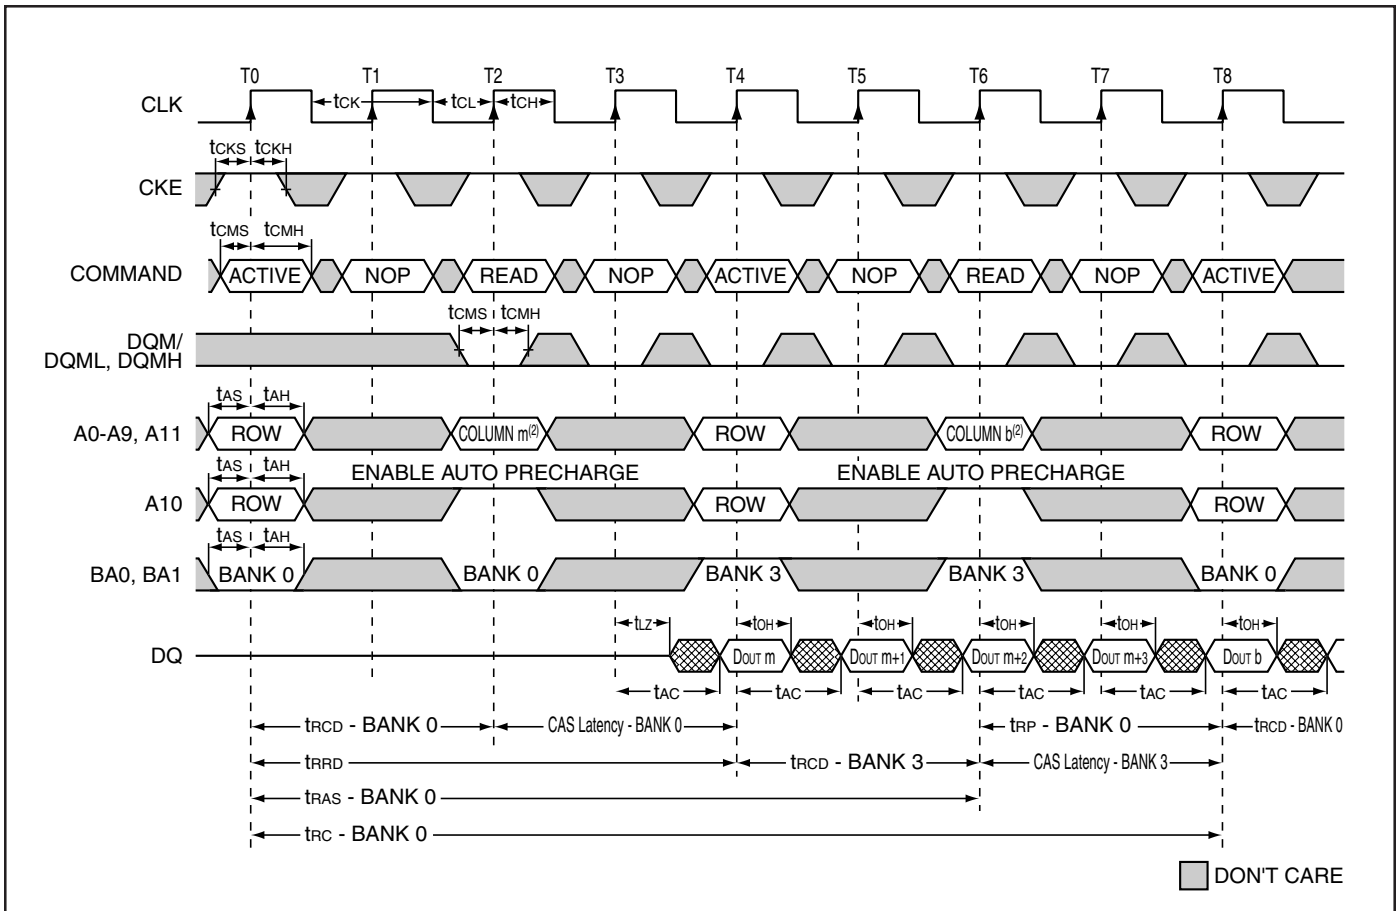 T0 T1 T2 T3 T4 T5 T6 T7 T8
CLK tCK tCL tCH
tCKS tCKH
CKE
tCMS tCMH
COMMAND ACTIVE NOP READ NOP ACTIVE NOP READ NOP ACTIVE
tCMS tCMH
DQM/
DQML, DQMH
tAS tAH
A0-A9, A11 ROW COLUMN m(2) ROW COLUMN b(2) ROW
tAS tAH ENABLE AUTO PRECHARGE ENABLE AUTO PRECHARGE
A10 ROW ROW ROW
tAS tAH
BA0, BA1 BANK 0 BANK 0 BANK 3 BANK 3 BANK 0
tLZ tOH tOH tOH tOH tOH
DQ DOUT m DOUT m+1 DOUT m+2 DOUT m+3 DOUT b
tAC tAC tAC tAC tAC tAC
tRCD - BANK 0 CAS Latency - BANK 0 tRP - BANK 0 tRCD - BANK 0
tRRD tRCD - BANK 3 CAS Latency - BANK 3
tRAS - BANK 0
tRC - BANK 0
DON'T CARE